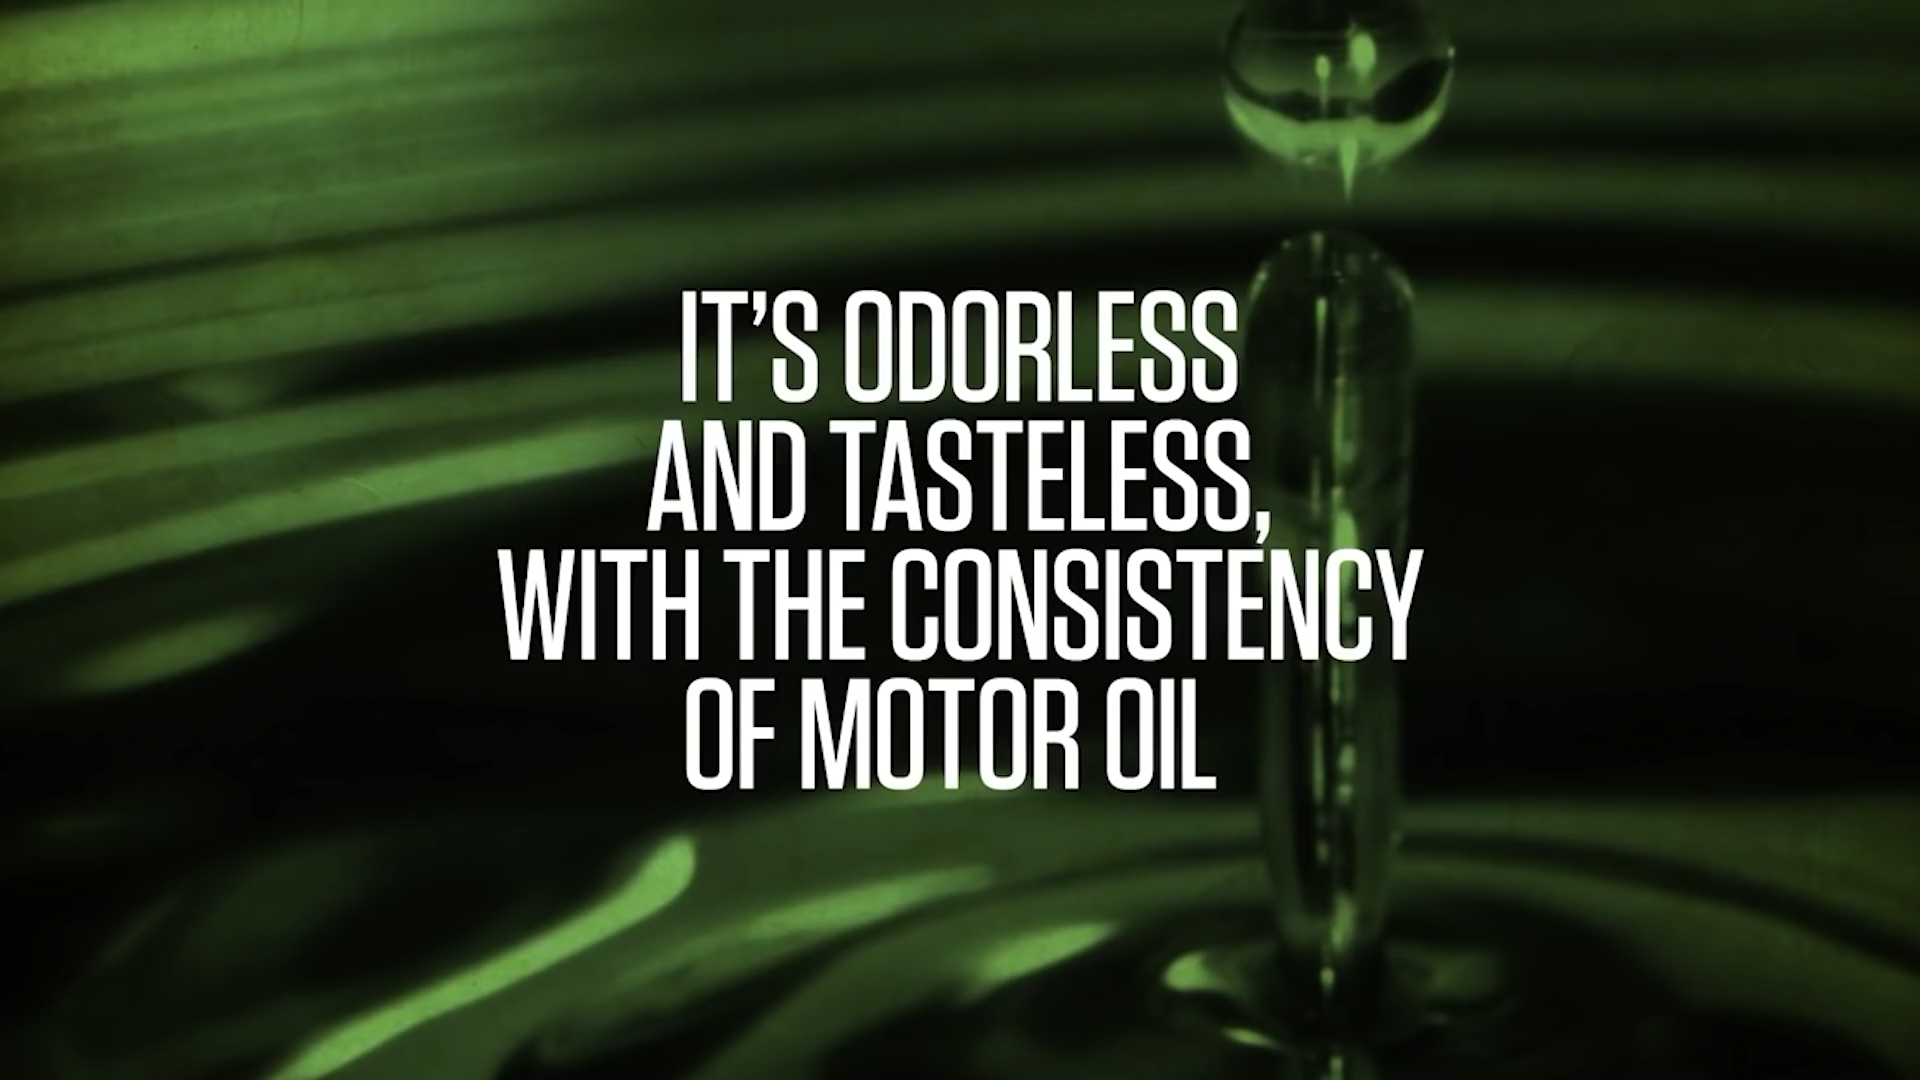 IT'S ODORLESS
AND TASTELESS,
WITH THE CONSISTENCY
OF MOTOR OIL